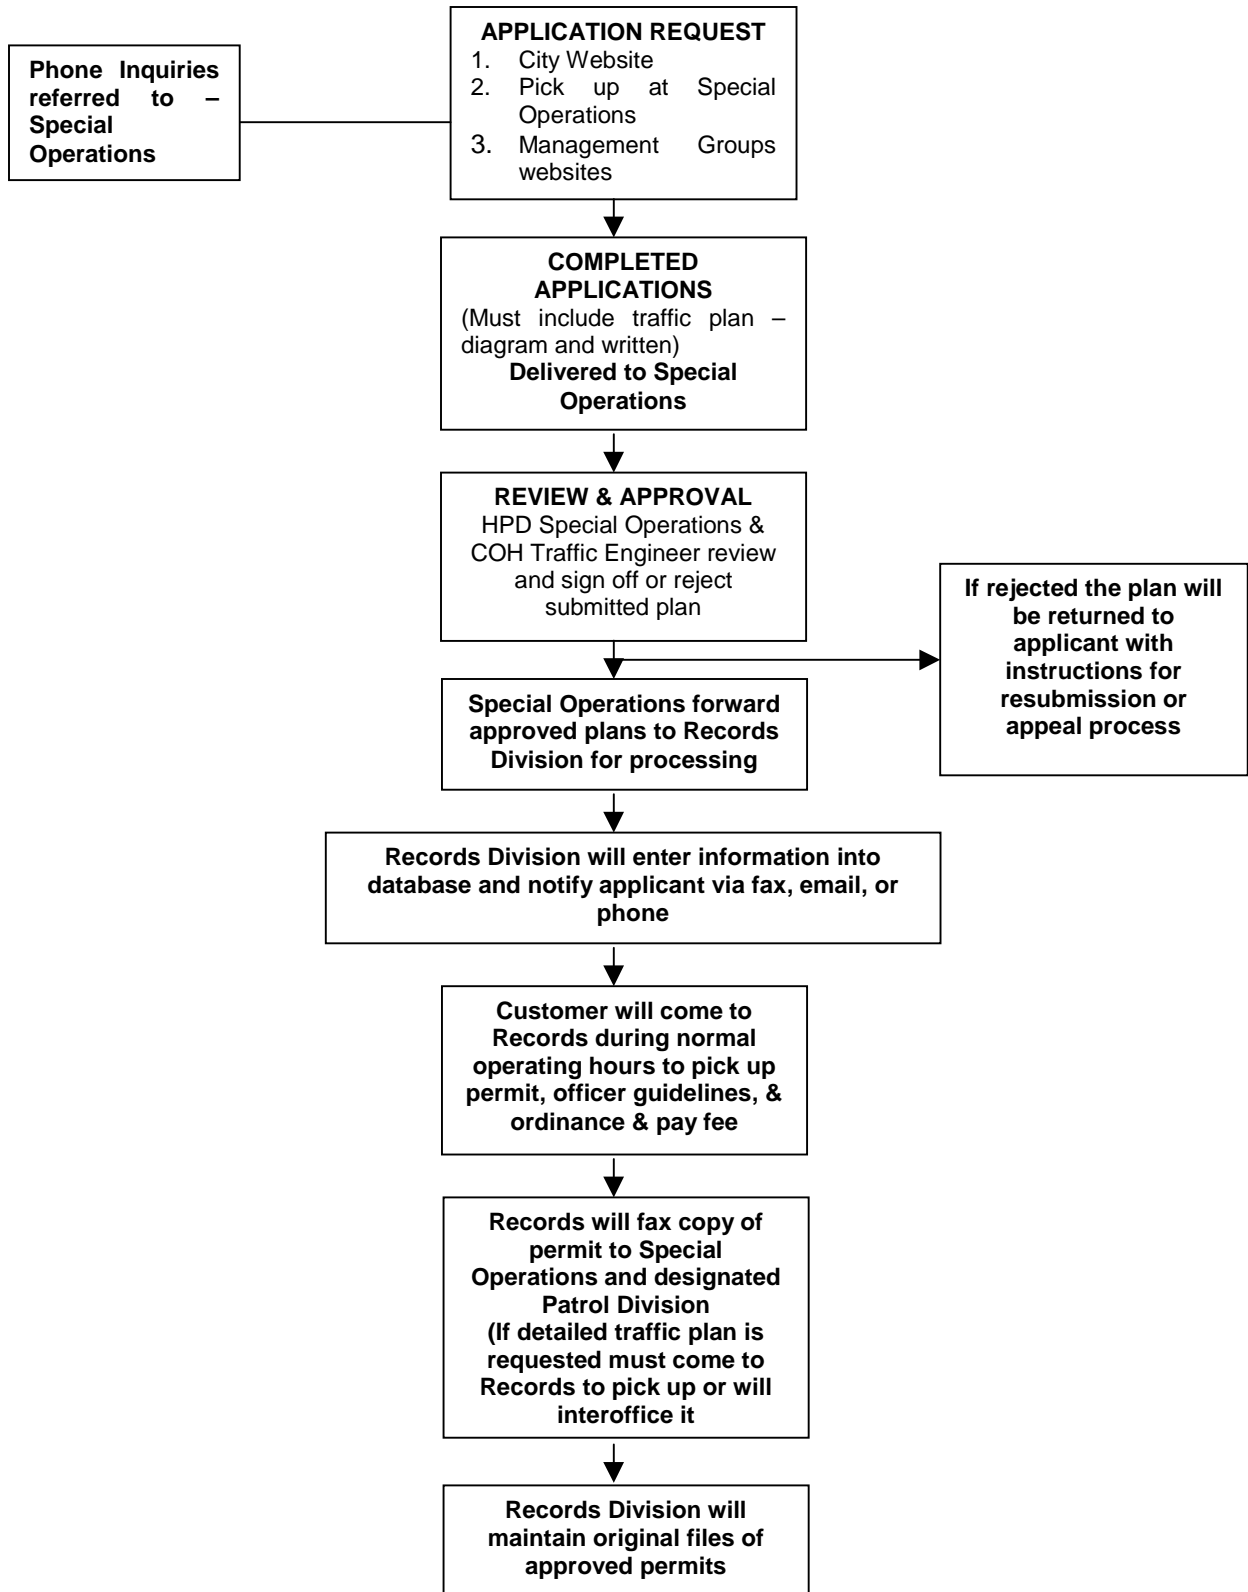 Phone Inquiries
referred to –
Special
Operations
APPLICATION REQUEST
1. City Website
2. Pick up at Special
Operations
3. Management Groups
websites
COMPLETED
APPLICATIONS
(Must include traffic plan –
diagram and written)
Delivered to Special
Operations
REVIEW & APPROVAL
HPD Special Operations &
COH Traffic Engineer review
and sign off or reject
submitted plan
If rejected the plan will
be returned to
applicant with
instructions for
resubmission or
appeal process
Special Operations forward
approved plans to Records
Division for processing
Records Division will enter information into
database and notify applicant via fax, email, or
phone
Customer will come to
Records during normal
operating hours to pick up
permit, officer guidelines, &
ordinance & pay fee
Records will fax copy of
permit to Special
Operations and designated
Patrol Division
(If detailed traffic plan is
requested must come to
Records to pick up or will
interoffice it
Records Division will
maintain original files of
approved permits